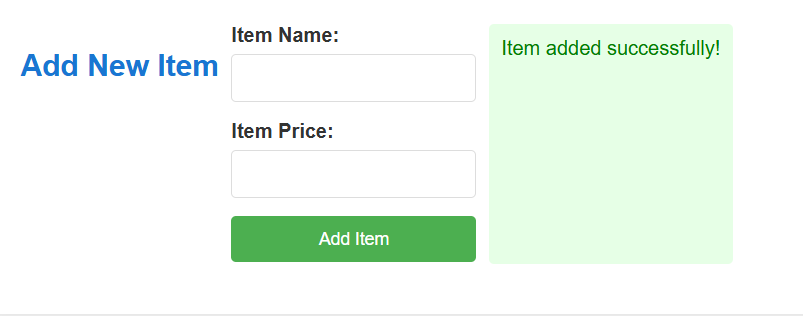 Add New Item
Item Name:
Item Price:
Add Item
Item added successfully!